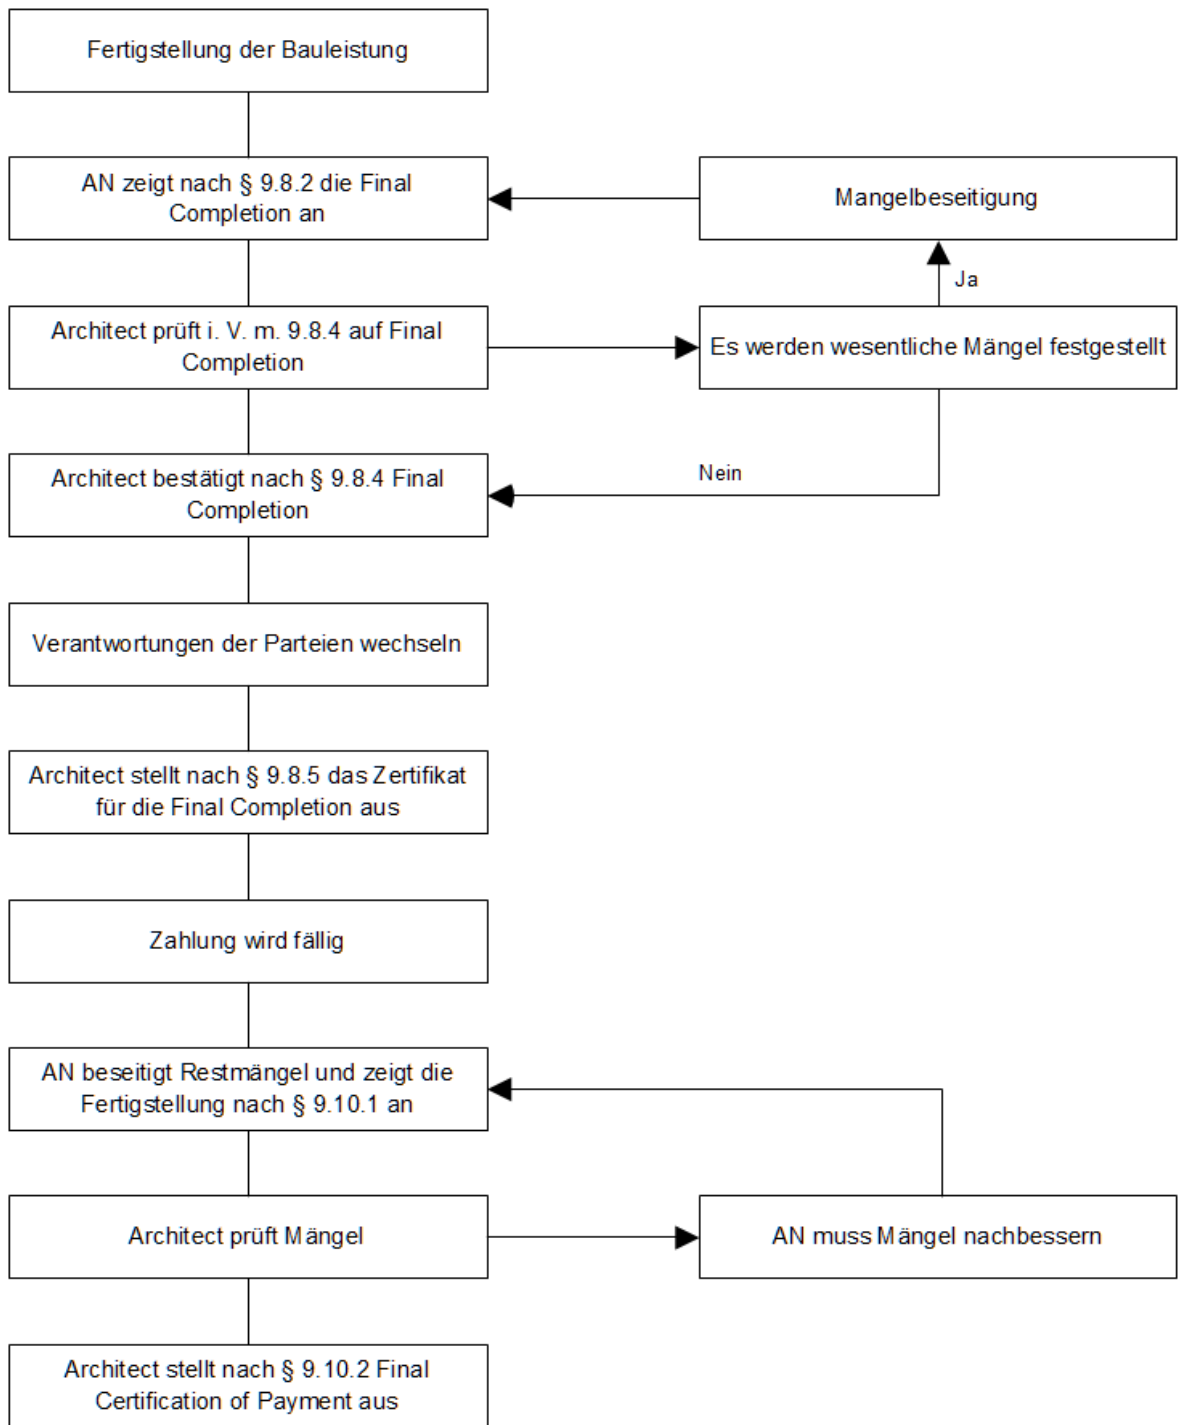 Fertigstellung der Bauleistung
AN zeigt nach § 9.8.2 die Final
Completion an
Mangelbeseitigung
Ja
Architect prüft i. V. m. 9.8.4 auf Final
Completion
Es werden wesentliche Mängel festgestellt
Architect bestätigt nach § 9.8.4 Final
Completion
Nein
Verantwortungen der Parteien wechseln
Architect stellt nach § 9.8.5 das Zertifikat
für die Final Completion aus
Zahlung wird fällig
AN beseitigt Restmängel und zeigt die
Fertigstellung nach § 9.10.1 an
Architect prüft Mängel
AN muss Mängel nachbessern
Architect stellt nach § 9.10.2 Final
Certification of Payment aus